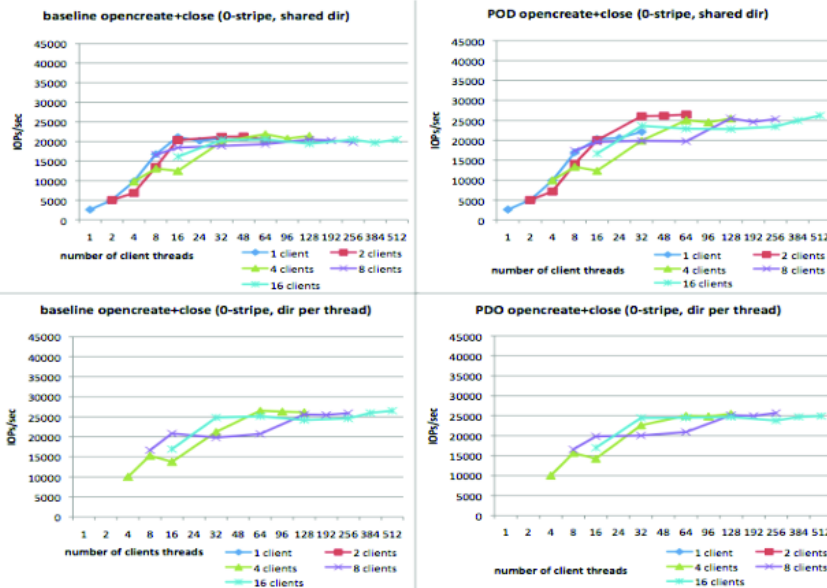 baseline opencreate+close (0-stripe, shared dir)
45000
40000
35000
30000
25000
20000
15000
10000
5000
0
IOPs/sec
1 2 4 8 16 24 32 48 64 96 128 192 256 384 512
number of client threads
1 client
2 clients
4 clients
8 clients
16 clients
POD opencreate+close (0-stripe, shared dir)
45000
40000
35000
30000
25000
20000
15000
10000
5000
0
IOPs/sec
1 2 4 8 16 24 32 48 64 96 128 192 256 384 512
number of client threads
1 client
2 clients
4 clients
8 clients
16 clients
baseline opencreate+close (0-stripe, dir per thread)
45000
40000
35000
30000
25000
20000
15000
10000
5000
0
IOPs/sec
1 2 4 8 16 24 32 48 64 96 128 192 256 384 512
number of clients threads
1 client
2 clients
4 clients
8 clients
16 clients
PDO opencreate+close (0-stripe, dir per thread)
45000
40000
35000
30000
25000
20000
15000
10000
5000
0
IOPs/sec
1 2 4 8 16 24 32 48 64 96 128 192 256 384 512
number of client threads
1 client
2 clients
4 clients
8 clients
16 clients